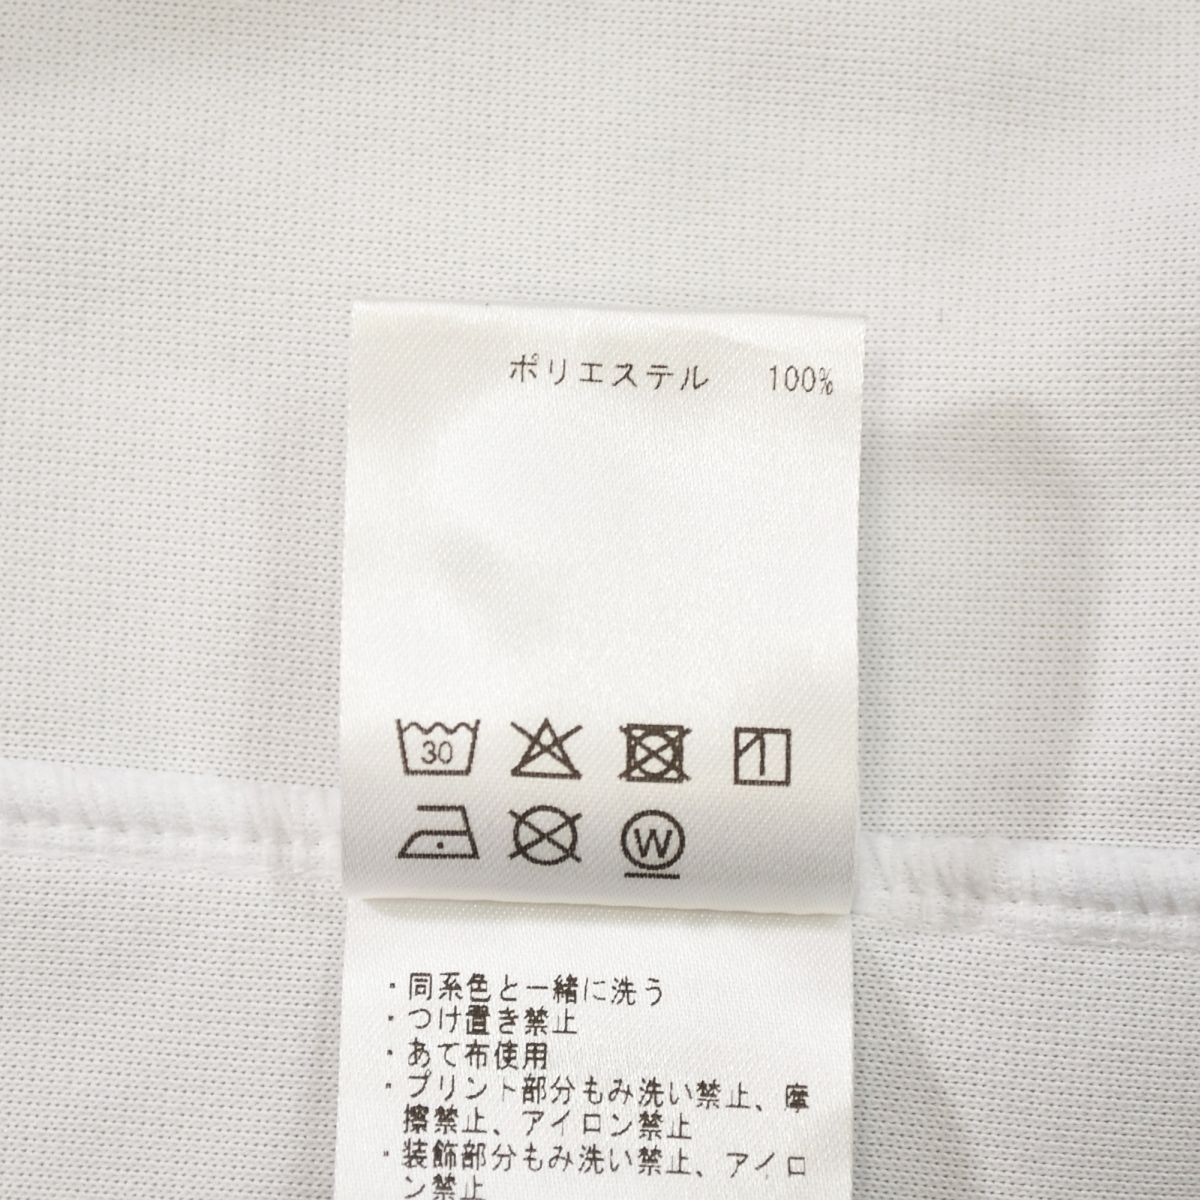 ポリエステル 100%
30
W
・同系色と一緒に洗う
・つけ置き禁止
・あて布使用
・プリント部分もみ洗い禁止、摩
擦禁止、アイロン禁止
・装飾部分もみ洗い禁止、アイロ
ン禁止